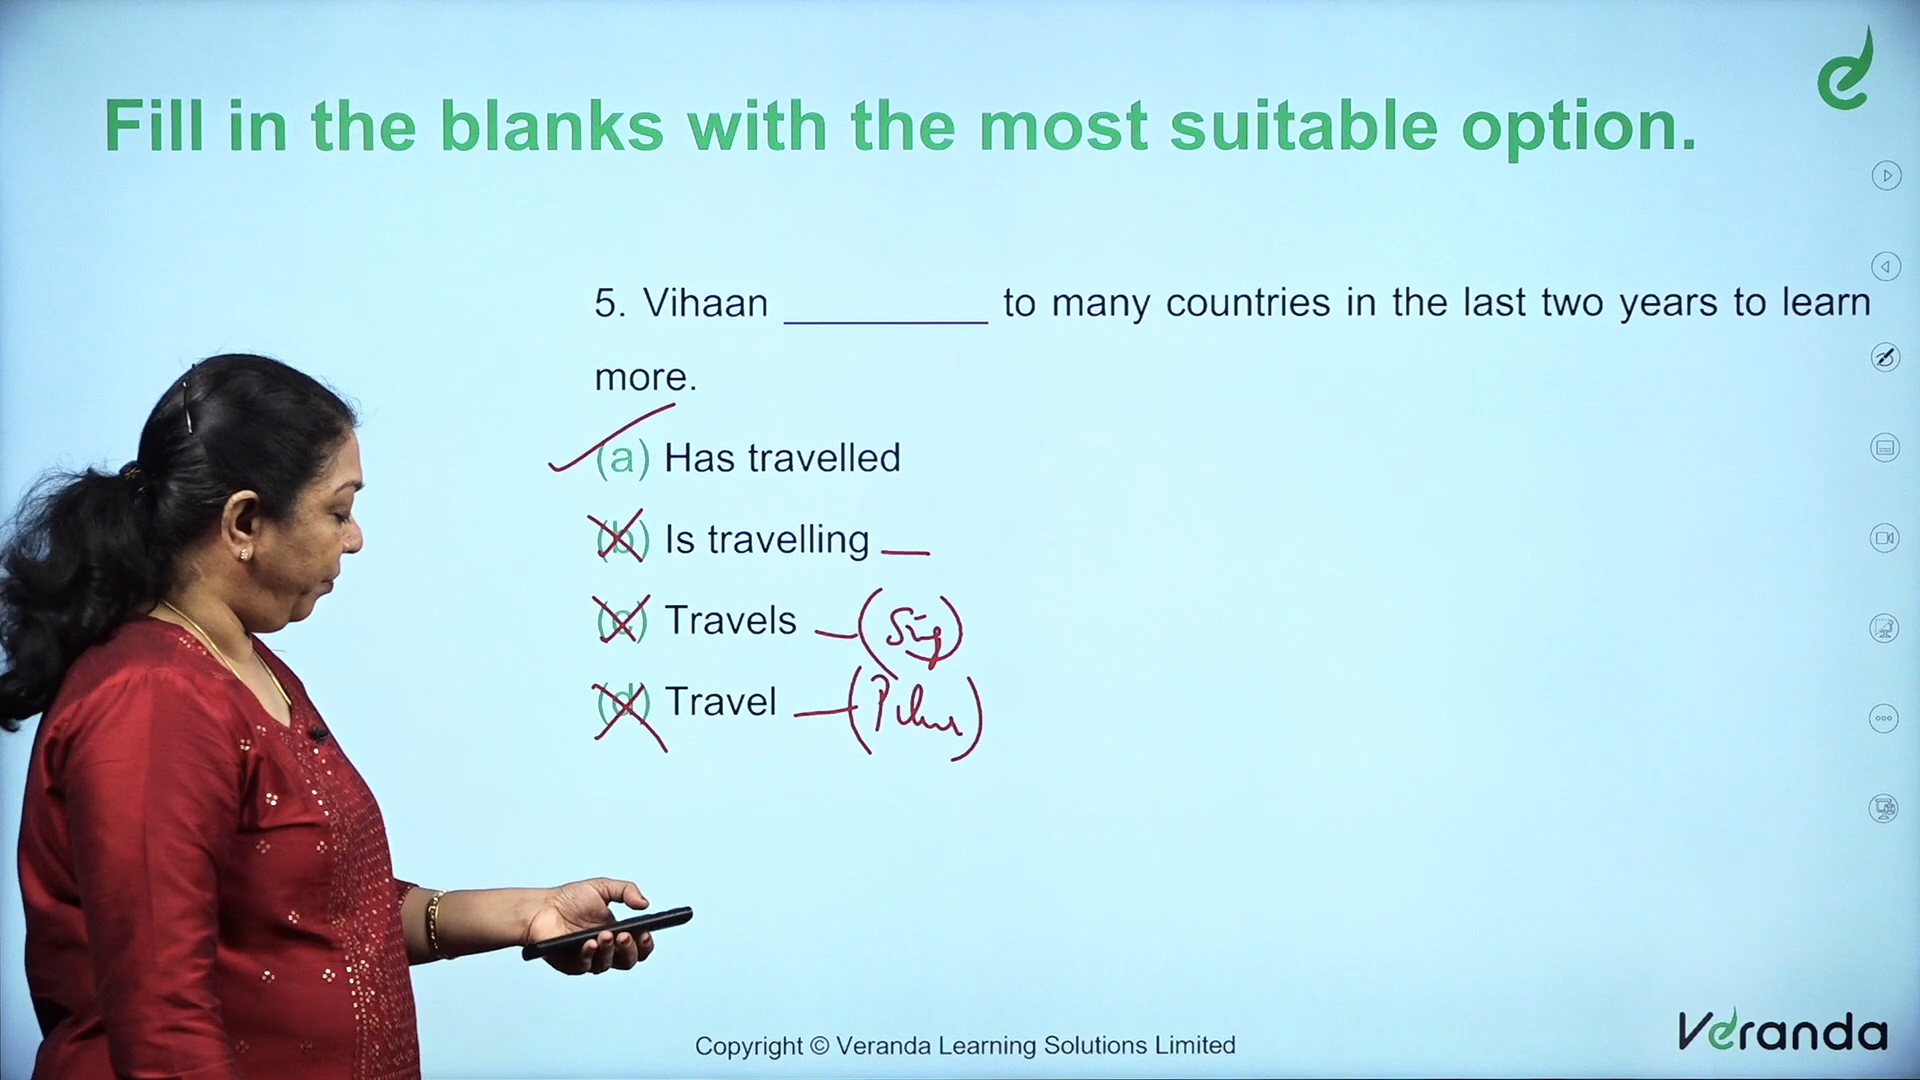 Fill in the blanks with the most suitable option.
5. Vihaan __________ to many countries in the last two years to learn
more.
(a) Has travelled
(b) Is travelling
(c) Travels (Sing)
(d) Travel
Copyright © Veranda Learning Solutions Limited
Veranda